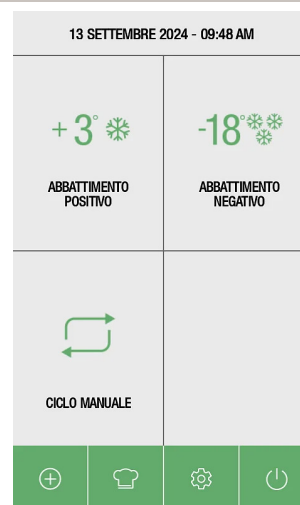 13 SETTEMBRE 2024 - 09:48 AM
+3°
-18°
ABBATTIMENTO
POSITIVO
ABBATTIMENTO
NEGATIVO
CICLO MANUALE